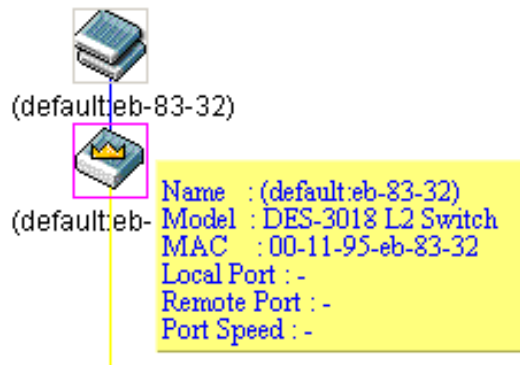 (default:eb-83-32)
(default:eb-
Name : (default:eb-83-32)
Model : DES-3018 L2 Switch
MAC : 00-11-95-eb-83-32
Local Port : -
Remote Port : -
Port Speed : -